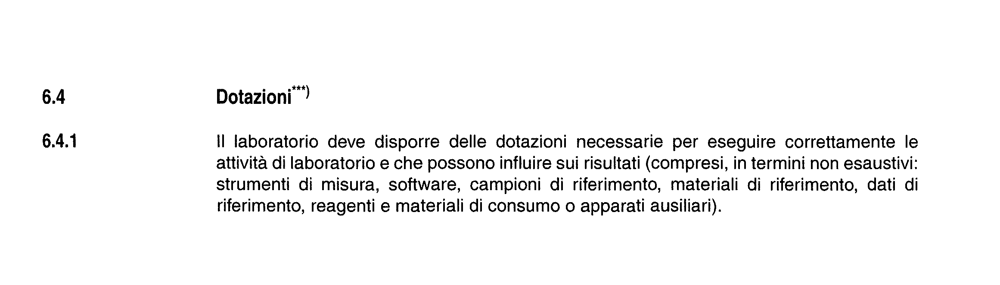 6.4 Dotazioni***)
6.4.1 Il laboratorio deve disporre delle dotazioni necessarie per eseguire correttamente le
attività di laboratorio e che possono influire sui risultati (compresi, in termini non esaustivi:
strumenti di misura, software, campioni di riferimento, materiali di riferimento, dati di
riferimento, reagenti e materiali di consumo o apparati ausiliari).